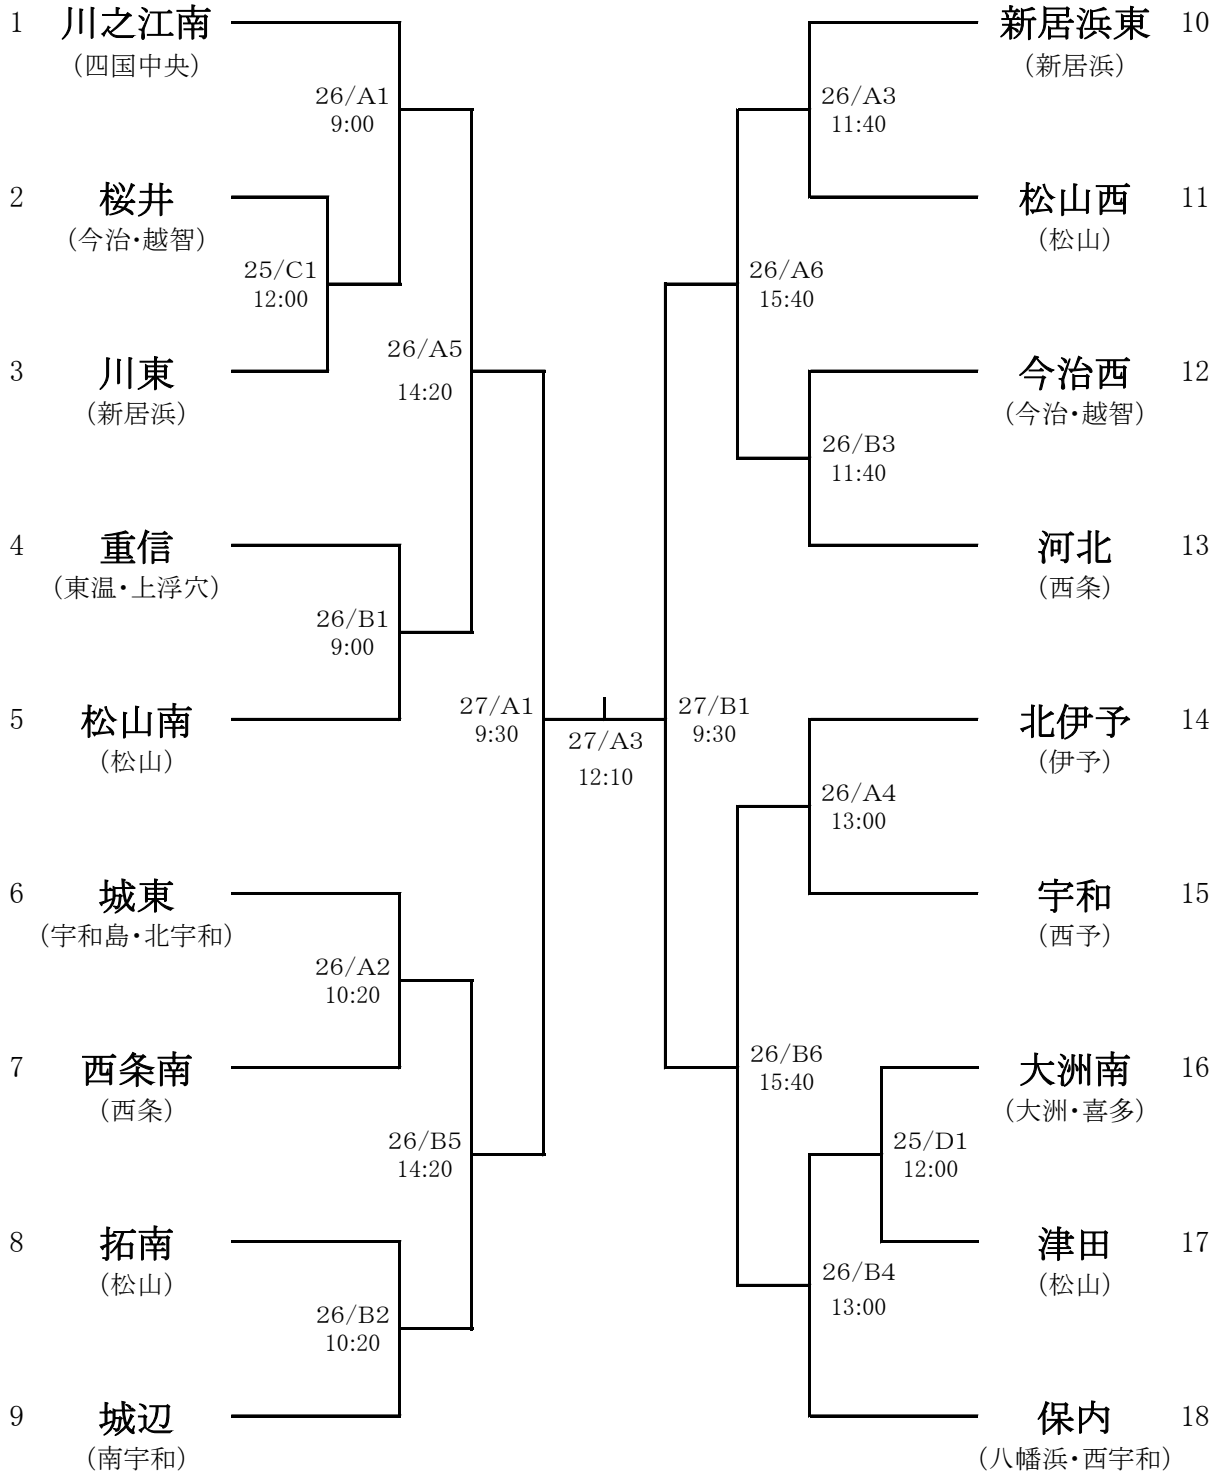 1 川之江南
(四国中央)
26/A1
9:00
2 桜井
(今治・越智)
25/C1
12:00
26/A5
14:20
3 川東
(新居浜)
4 重信
(東温・上浮穴)
26/B1
9:00
5 松山南
(松山)
27/A1
9:30
27/A3
12:10
6 城東
(宇和島・北宇和)
26/A2
10:20
7 西条南
(西条)
26/B5
14:20
8 拓南
(松山)
26/B2
10:20
9 城辺
(南宇和)
新居浜東 10
(新居浜)
26/A3
11:40
松山西 11
(松山)
26/A6
15:40
今治西 12
(今治・越智)
26/B3
11:40
河北 13
(西条)
27/B1
9:30
北伊予 14
(伊予)
26/A4
13:00
宇和 15
(西予)
26/B6
15:40
大洲南 16
(大洲・喜多)
25/D1
12:00
津田 17
(松山)
26/B4
13:00
保内 18
(八幡浜・西宇和)